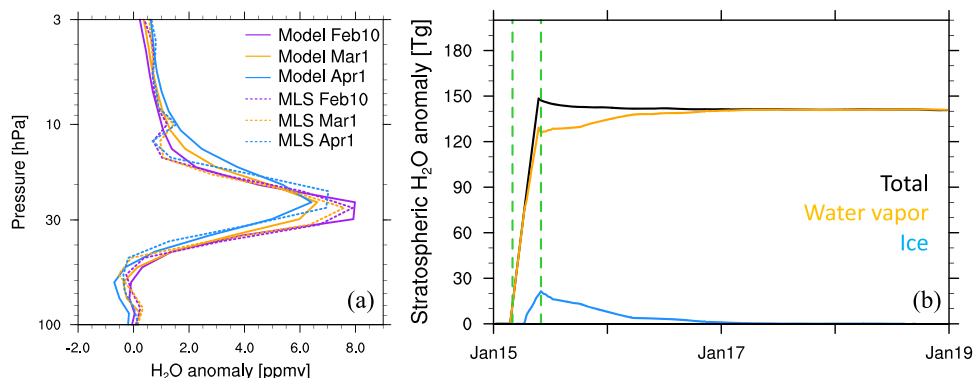 3
10
30
100
Pressure [hPa]
-2.0 0.0 2.0 4.0 6.0 8.0
H₂O anomaly [ppmv]
Model Feb10
Model Mar1
Model Apr1
MLS Feb10
MLS Mar1
MLS Apr1
(a)
Stratospheric H₂O anomaly [Tg]
180
150
120
90
60
30
0
Total
Water vapor
Ice
(b)
Jan15 Jan17 Jan19